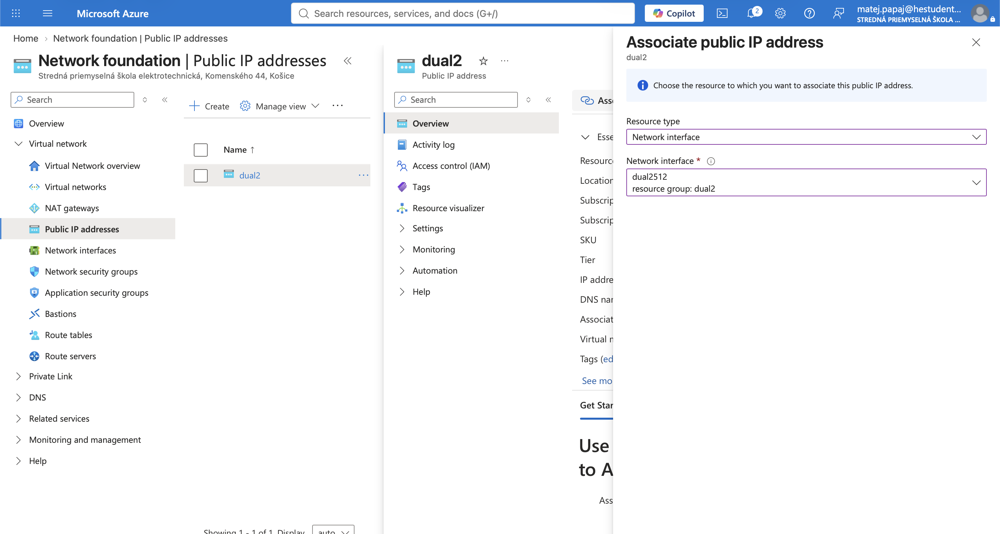 Microsoft Azure
Search resources, services, and docs (G+/)
Copilot
2
matej.papaj@hestudent...
STREDNÁ PRIEMYSELNÁ ŠKOLA ...
Home > Network foundation | Public IP addresses
Network foundation | Public IP addresses
Stredná priemyselná škola elektrotechnická, Komenského 44, Košice
Search
Overview
Virtual network
Virtual Network overview
Virtual networks
NAT gateways
Public IP addresses
Network interfaces
Network security groups
Application security groups
Bastions
Route tables
Route servers
Private Link
DNS
Related services
Monitoring and management
Help
Create
Manage view
Name ↑
dual2
Showing 1 - 1 of 1. Display
auto
dual2
Public IP address
Search
Overview
Activity log
Access control (IAM)
Tags
Resource visualizer
Settings
Monitoring
Automation
Help
Asso
Esse
Resourc
Location
Subscrip
Subscrip
SKU
Tier
IP addre
DNS nar
Associat
Virtual n
Tags (ed
See mo
Get Star
Use
to A
Ass
Associate public IP address
dual2
Choose the resource to which you want to associate this public IP address.
Resource type
Network interface
Network interface *
dual2512
resource group: dual2